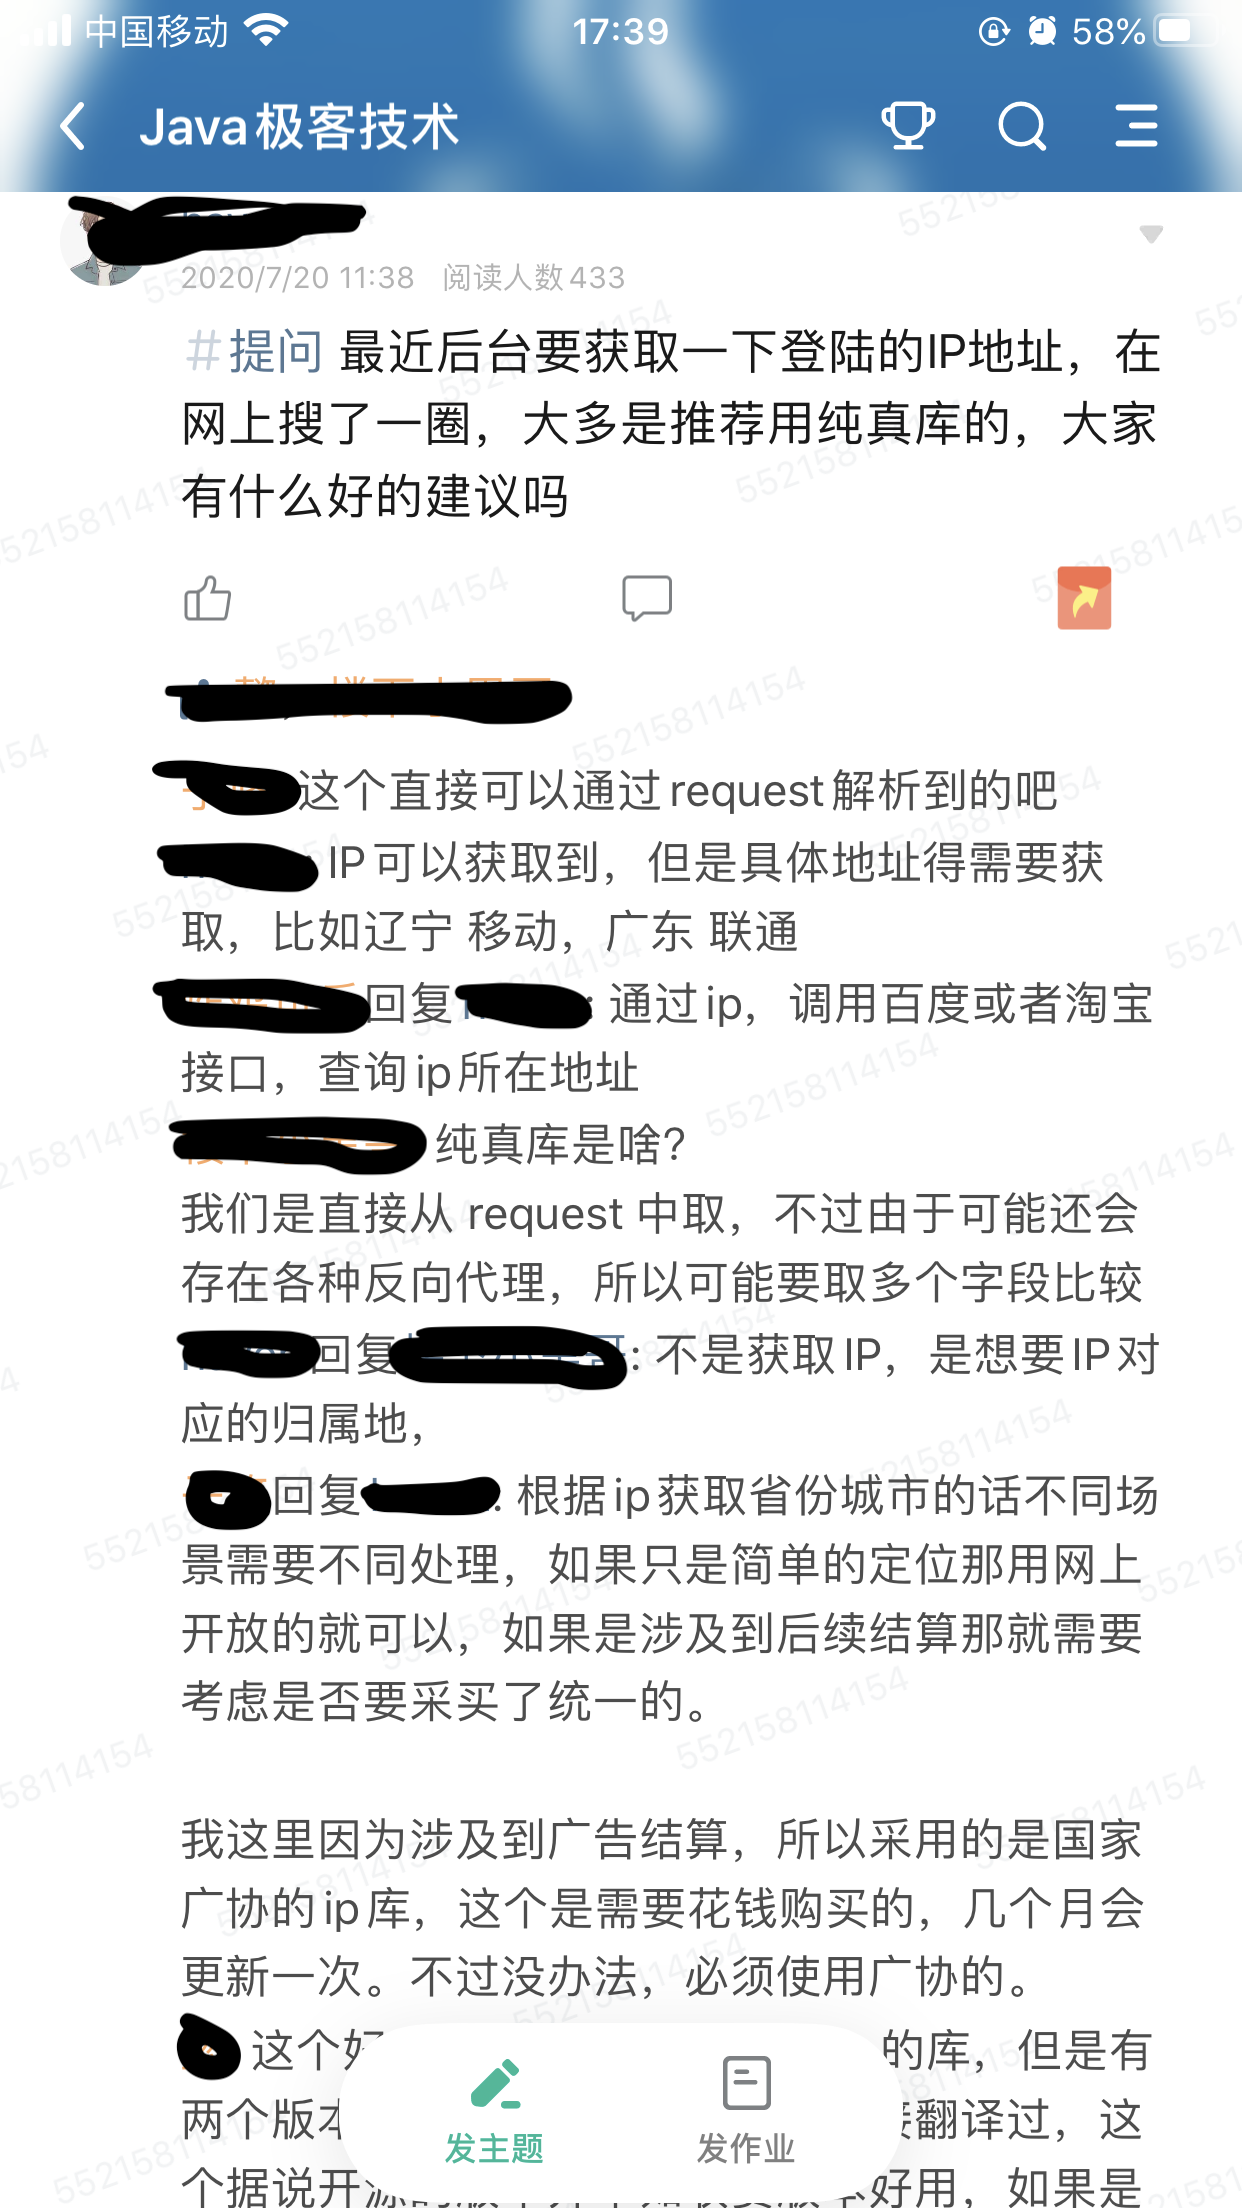 中国移动 17:39 58%
Java极客技术
2020/7/20 11:38 阅读人数433
#提问 最近后台要获取一下登陆的IP地址，在
网上搜了一圈，大多是推荐用纯真库的，大家
有什么好的建议吗
这个直接可以通过request解析到的吧
IP可以获取到，但是具体地址得需要获
取，比如辽宁 移动，广东 联通
回复 : 通过ip，调用百度或者淘宝
接口，查询ip所在地址
纯真库是啥?
我们是直接从 request 中取，不过由于可能还会
存在各种反向代理，所以可能要取多个字段比较
回复 : 不是获取IP，是想要IP对
应的归属地，
回复 : 根据ip获取省份城市的话不同场
景需要不同处理，如果只是简单的定位那用网上
开放的就可以，如果是涉及到后续结算那就需要
考虑是否要采买了统一的。
我这里因为涉及到广告结算，所以采用的是国家
广协的ip库，这个是需要花钱购买的，几个月会
更新一次。不过没办法，必须使用广协的。
这个好 的库，但是有
两个版本 翻译过，这
个据说开源的 好用，如果是
发主题 发作业
552158114154